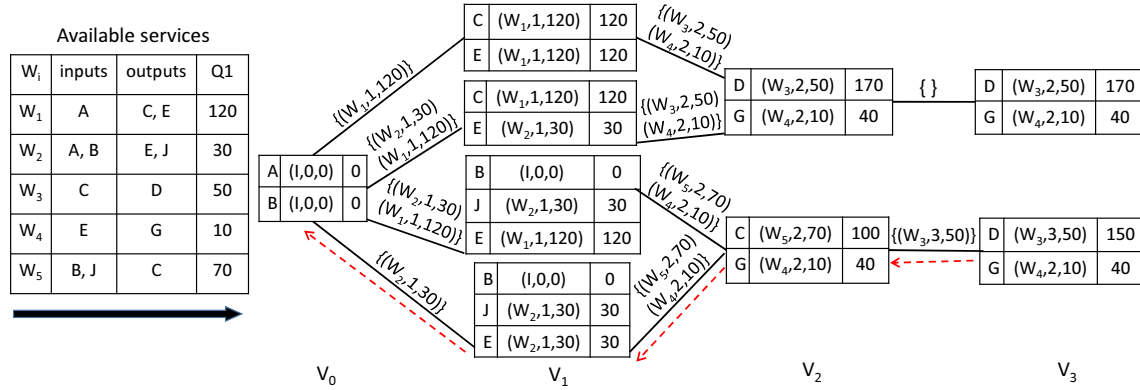 Available services
Wi inputs outputs Q1
W1 A C, E 120
W2 A, B E, J 30
W3 C D 50
W4 E G 10
W5 B, J C 70
A (I,0,0) 0
B (I,0,0) 0
V0
{(W1,1,120)}
{(W2,1,30)
(W1,1,120)}
{(W2,1,30)
(W1,1,120)}
{(W2,1,30)}
C (W1,1,120) 120
E (W1,1,120) 120
C (W1,1,120) 120
E (W2,1,30) 30
B (I,0,0) 0
J (W2,1,30) 30
E (W1,1,120) 120
B (I,0,0) 0
J (W2,1,30) 30
E (W2,1,30) 30
V1
{(W3,2,50)
(W4,2,10)}
{(W3,2,50)
(W4,2,10)}
{(W5,2,70)
(W4,2,10)}
{(W5,2,70)
(W4,2,10)}
D (W3,2,50) 170
G (W4,2,10) 40
C (W5,2,70) 100
G (W4,2,10) 40
V2
{ }
{(W3,3,50)}
D (W3,2,50) 170
G (W4,2,10) 40
D (W3,3,50) 150
G (W4,2,10) 40
V3